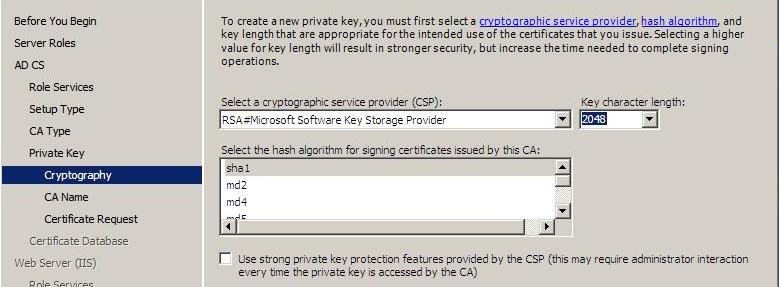 Before You Begin
Server Roles
AD CS
Role Services
Setup Type
CA Type
Private Key
Cryptography
CA Name
Certificate Request
Certificate Database
Web Server (IIS)
Role Services
To create a new private key, you must first select a cryptographic service provider, hash algorithm, and
key length that are appropriate for the intended use of the certificates that you issue. Selecting a higher
value for key length will result in stronger security, but increase the time needed to complete signing
operations.
Select a cryptographic service provider (CSP):
Key character length:
RSA#Microsoft Software Key Storage Provider
2048
Select the hash algorithm for signing certificates issued by this CA:
sha1
md2
md4
md5
Use strong private key protection features provided by the CSP (this may require administrator interaction
every time the private key is accessed by the CA)